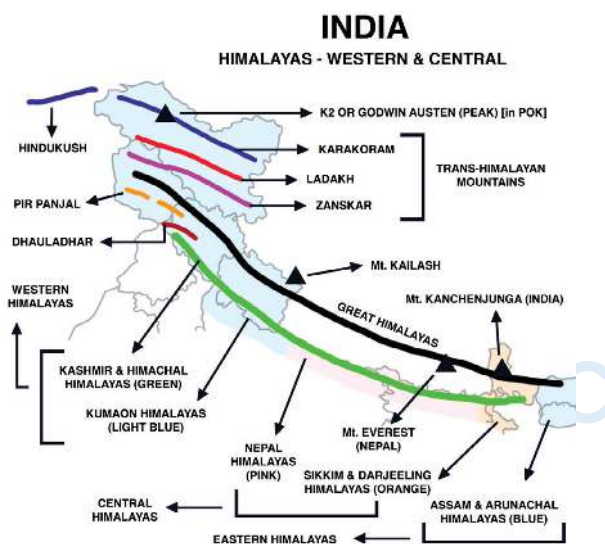 INDIA
HIMALAYAS - WESTERN & CENTRAL
K2 OR GODWIN AUSTEN (PEAK) [in POK]
HINDUKUSH
KARAKORAM
LADAKH
TRANS-HIMALAYAN
MOUNTAINS
ZANSKAR
PIR PANJAL
DHAULADHAR
Mt. KAILASH
WESTERN
HIMALAYAS
GREAT HIMALAYAS
Mt. KANCHENJUNGA (INDIA)
KASHMIR & HIMACHAL
HIMALAYAS (GREEN)
KUMAON HIMALAYAS
(LIGHT BLUE)
NEPAL
HIMALAYAS
(PINK)
Mt. EVEREST
(NEPAL)
SIKKIM & DARJEELING
HIMALAYAS (ORANGE)
ASSAM & ARUNACHAL
HIMALAYAS (BLUE)
CENTRAL
HIMALAYAS
EASTERN HIMALAYAS